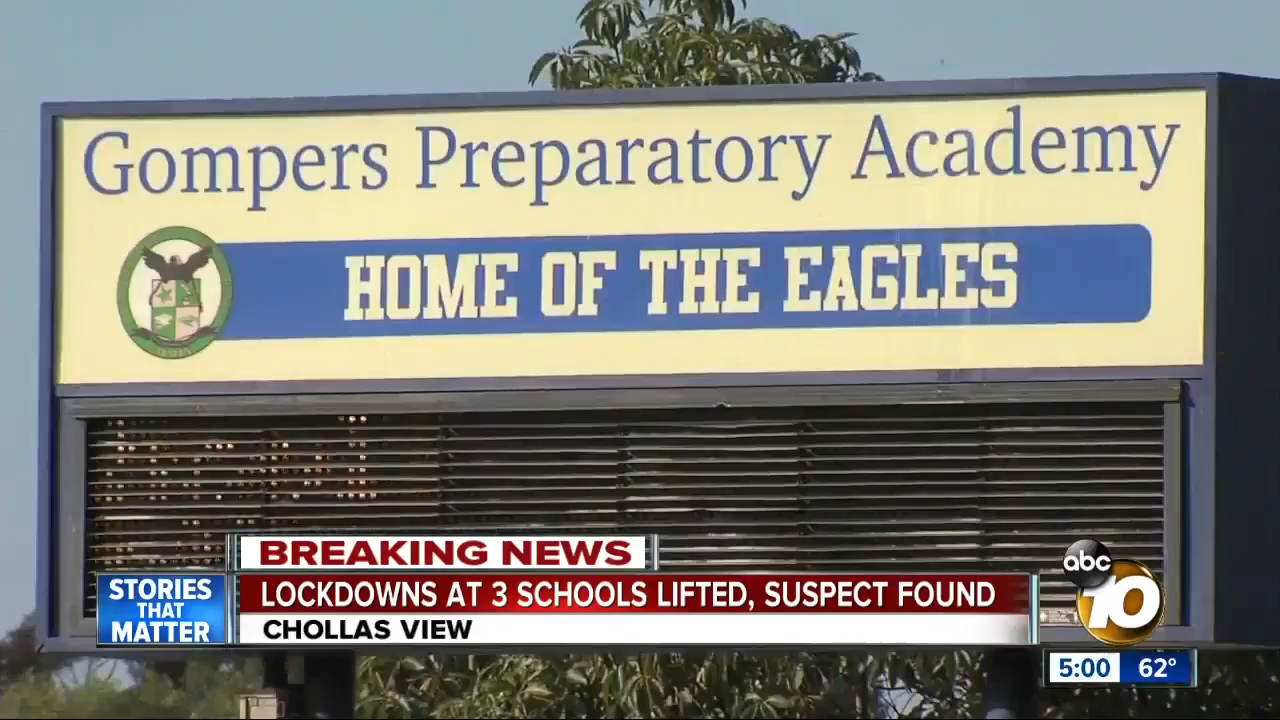 Gompers Preparatory Academy
HOME OF THE EAGLES
BREAKING NEWS
STORIES
THAT
MATTER
LOCKDOWNS AT 3 SCHOOLS LIFTED, SUSPECT FOUND
CHOLLAS VIEW
abc
10
5:00
62°